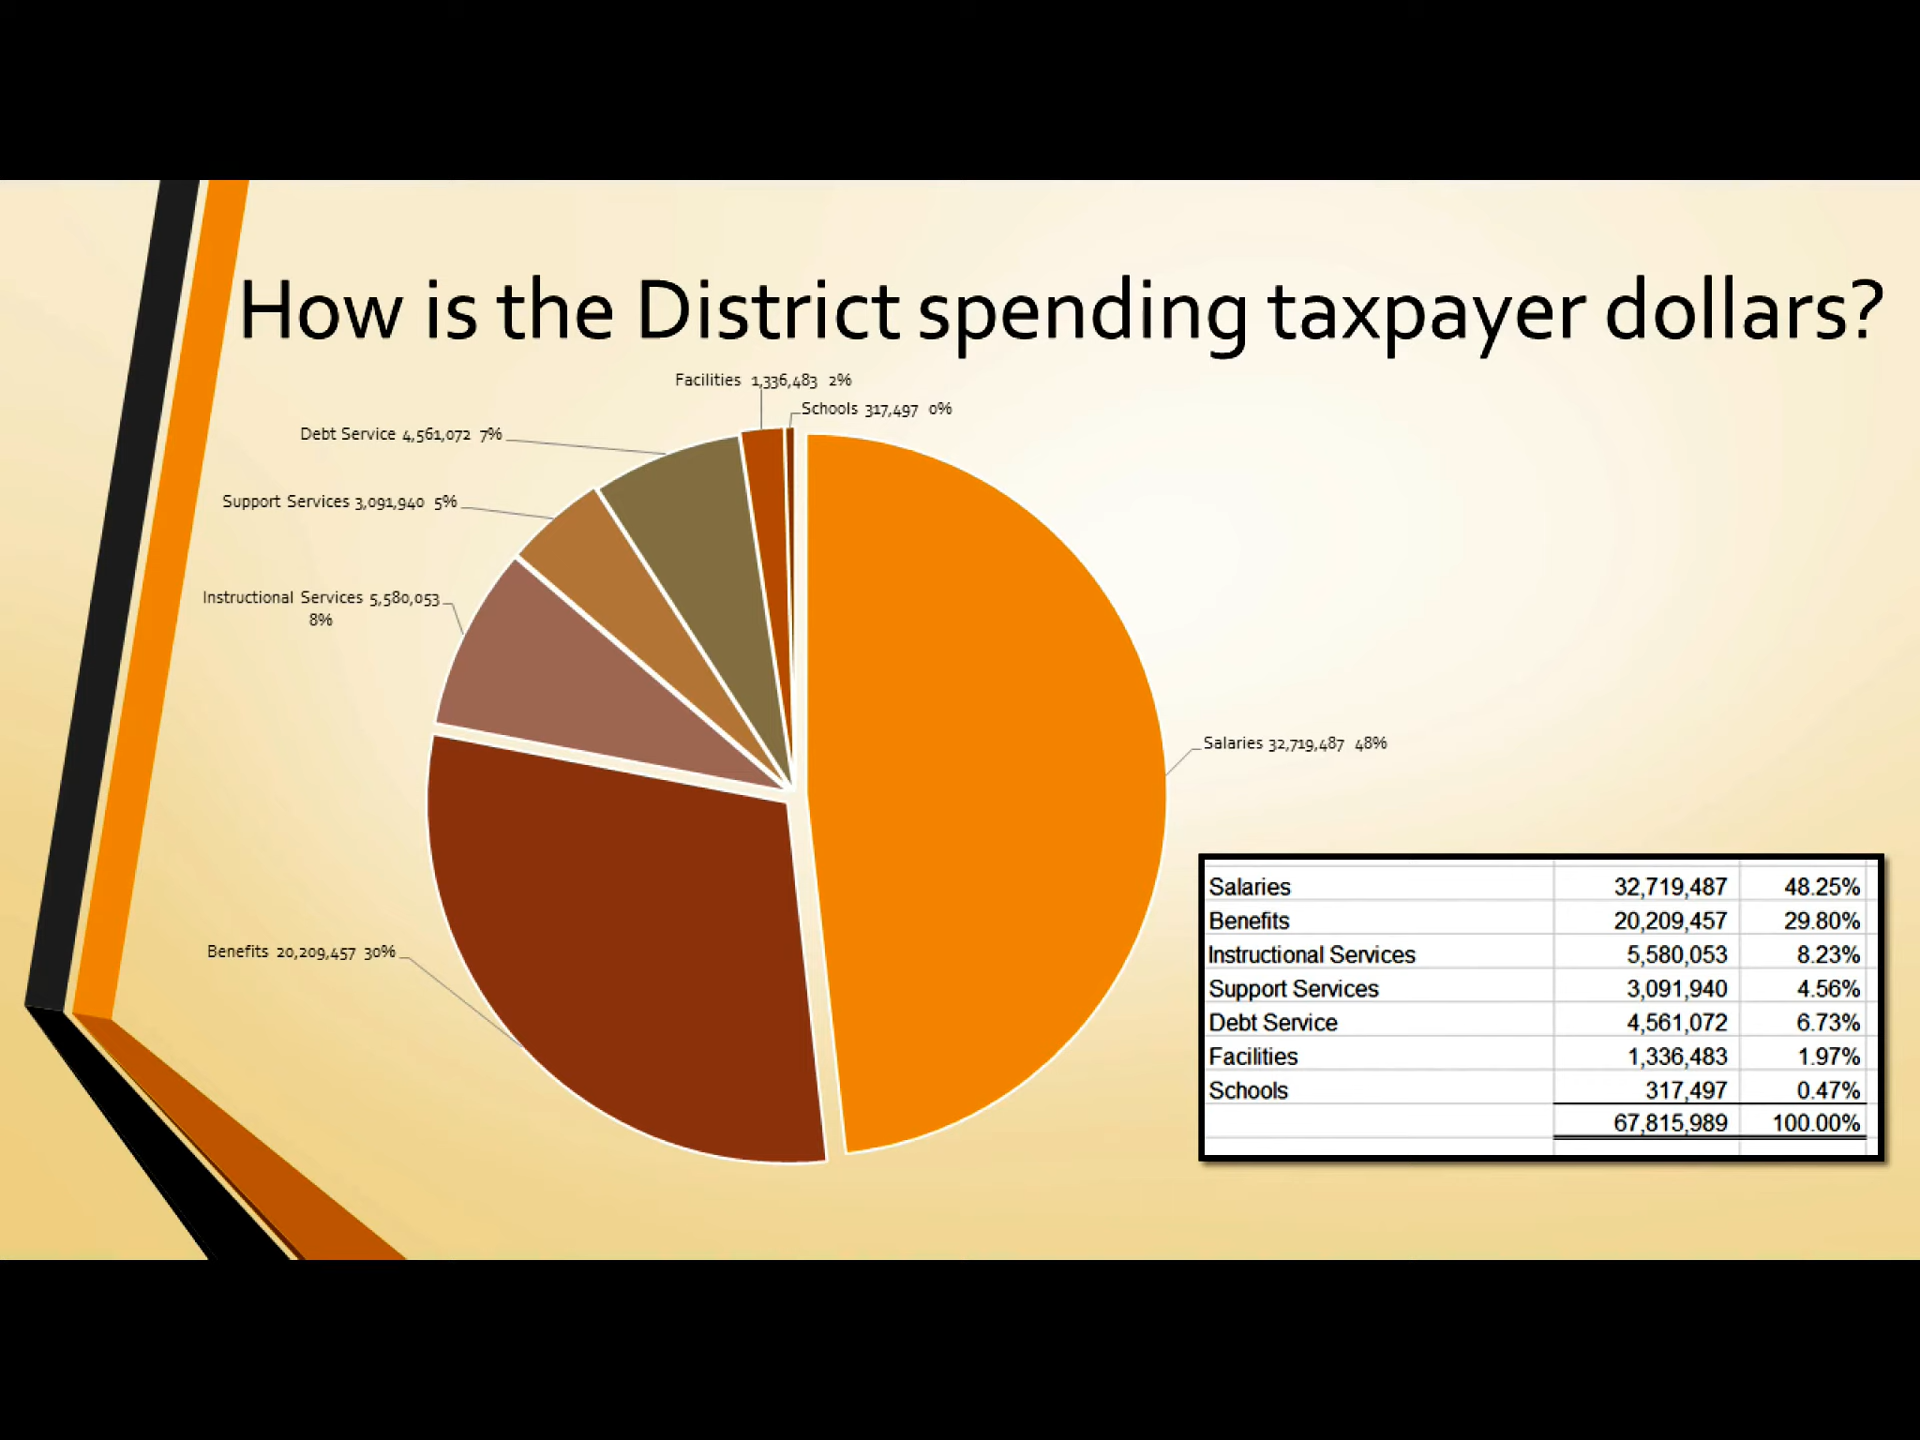 How is the District spending taxpayer dollars?
Facilities 1,336,483 2%
Schools 317,497 0%
Debt Service 4,561,072 7%
Support Services 3,091,940 5%
Instructional Services 5,580,053
8%
Salaries 32,719,487 48%
Benefits 20,209,457 30%
Salaries 32,719,487 48.25%
Benefits 20,209,457 29.80%
Instructional Services 5,580,053 8.23%
Support Services 3,091,940 4.56%
Debt Service 4,561,072 6.73%
Facilities 1,336,483 1.97%
Schools 317,497 0.47%
67,815,989 100.00%